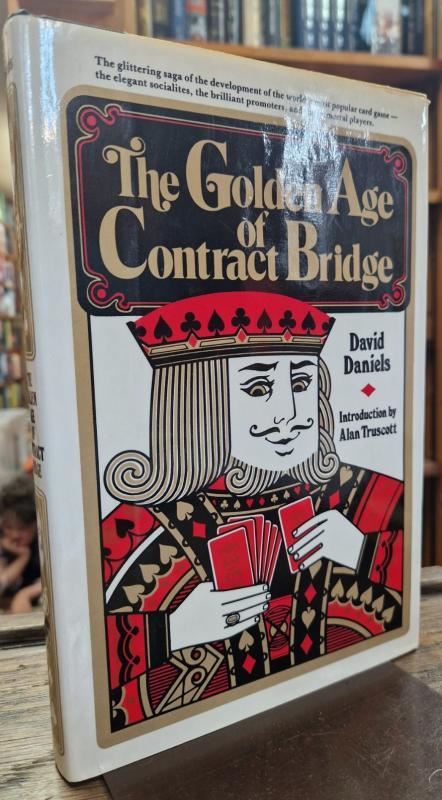 The glittering saga of the development of the world's most popular card game —
the elegant socialites, the brilliant promoters, and players.
The Golden Age
of
Contract Bridge
David
Daniels
Introduction by
Alan Truscott